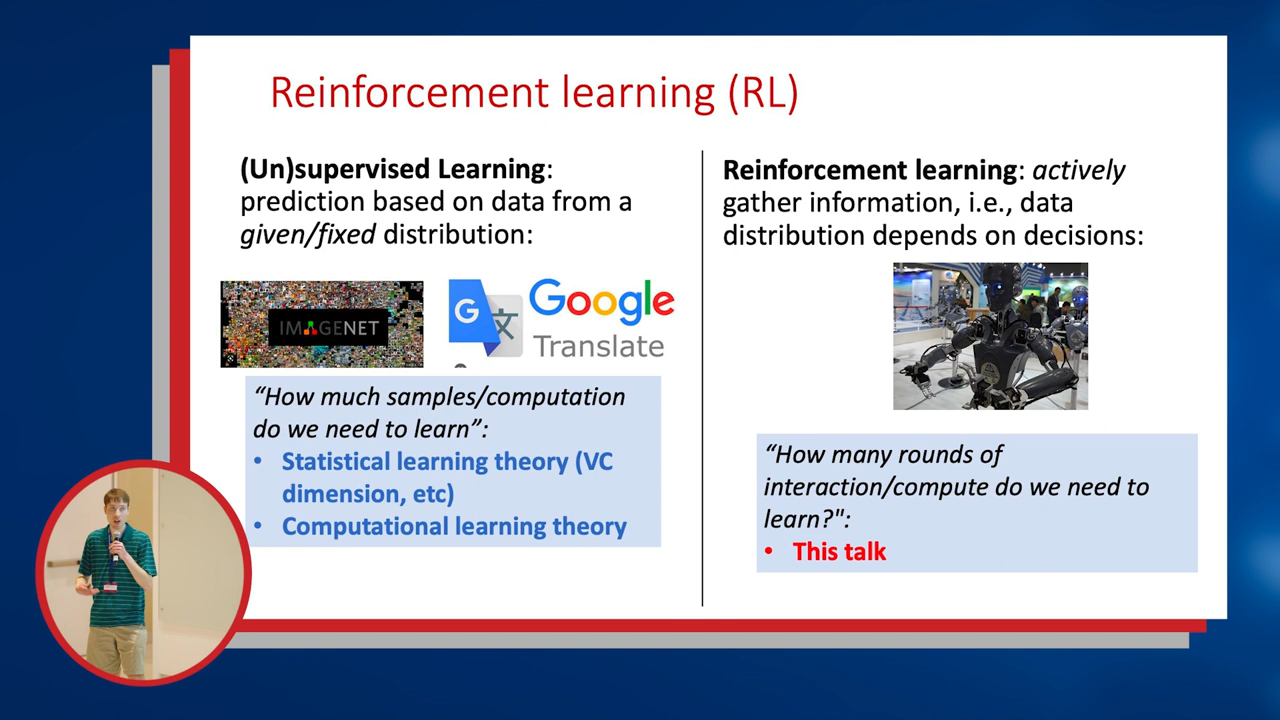 Reinforcement learning (RL)
(Un)supervised Learning:
prediction based on data from a
given/fixed distribution:
IMAGENET
G
文
Google
Translate
“How much samples/computation
do we need to learn”:
• Statistical learning theory (VC
dimension, etc)
• Computational learning theory
Reinforcement learning: actively
gather information, i.e., data
distribution depends on decisions:
“How many rounds of
interaction/compute do we need to
learn?":
• This talk